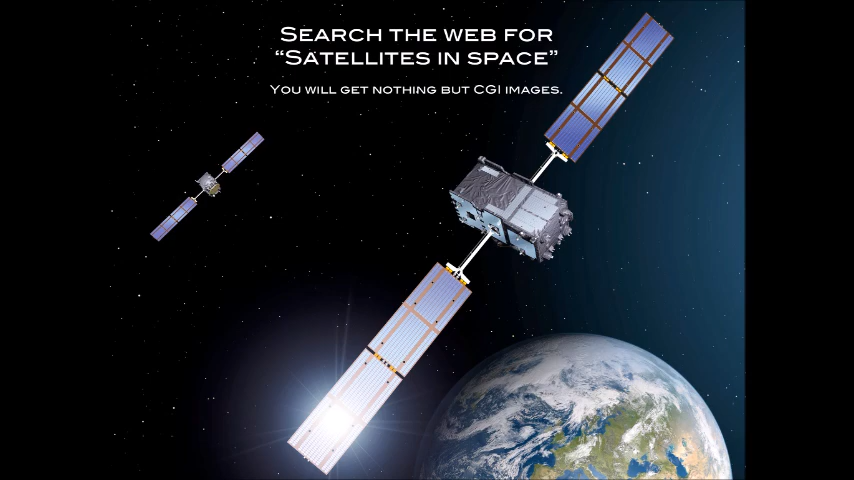 Search the web for
“Satellites in space”
You will get nothing but CGI images.